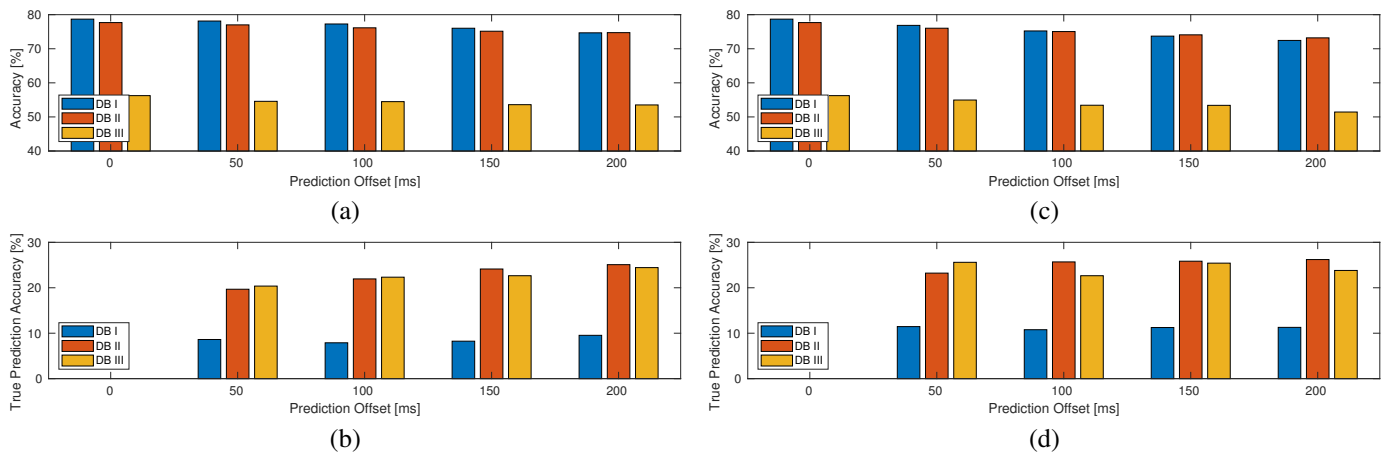 80
70
60
50
40
Accuracy [%]
DB I
DB II
DB III
0 50 100 150 200
Prediction Offset [ms]
(a)
80
70
60
50
40
Accuracy [%]
DB I
DB II
DB III
0 50 100 150 200
Prediction Offset [ms]
(c)
30
20
10
0
True Prediction Accuracy [%]
DB I
DB II
DB III
0 50 100 150 200
Prediction Offset [ms]
(b)
30
20
10
0
True Prediction Accuracy [%]
DB I
DB II
DB III
0 50 100 150 200
Prediction Offset [ms]
(d)